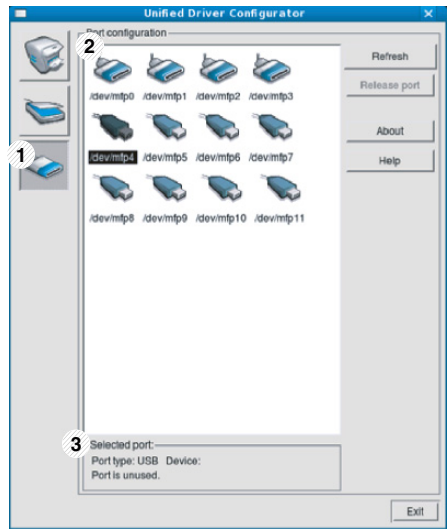 Unified Driver Configurator
2
Port configuration
Refresh
/dev/mfp0 /dev/mfp1 /dev/mfp2 /dev/mfp3
Release port
About
1
/dev/mfp4 /dev/mfp5 /dev/mfp6 /dev/mfp7
Help
/dev/mfp8 /dev/mfp9 /dev/mfp10 /dev/mfp11
3
Selected port:
Port type: USB Device:
Port is unused.
Exit